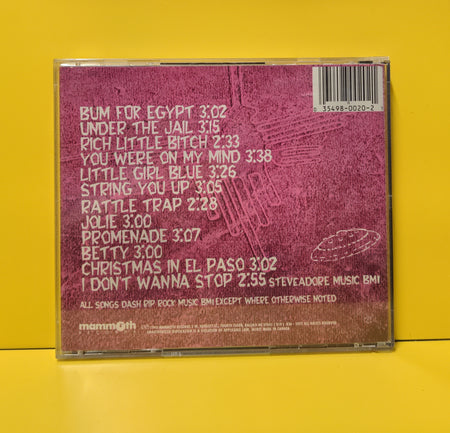 35498-0020-2
BUM FOR EGYPT 3:02
UNDER THE JAIL 3:15
RICH LITTLE BITCH 2:33
YOU WERE ON MY MIND 3:38
LITTLE GIRL BLUE 3:26
STRING YOU UP 3:05
RATTLE TRAP 2:28
JOLIE 3:00
PROMENADE 3:07
BETTY 3:00
CHRISTMAS IN EL PASO 3:02
I DON'T WANNA STOP 2:55 STEVEADORE MUSIC BMI
ALL SONGS DASH RIP ROCK MUSIC BMI EXCEPT WHERE OTHERWISE NOTED
mammoth